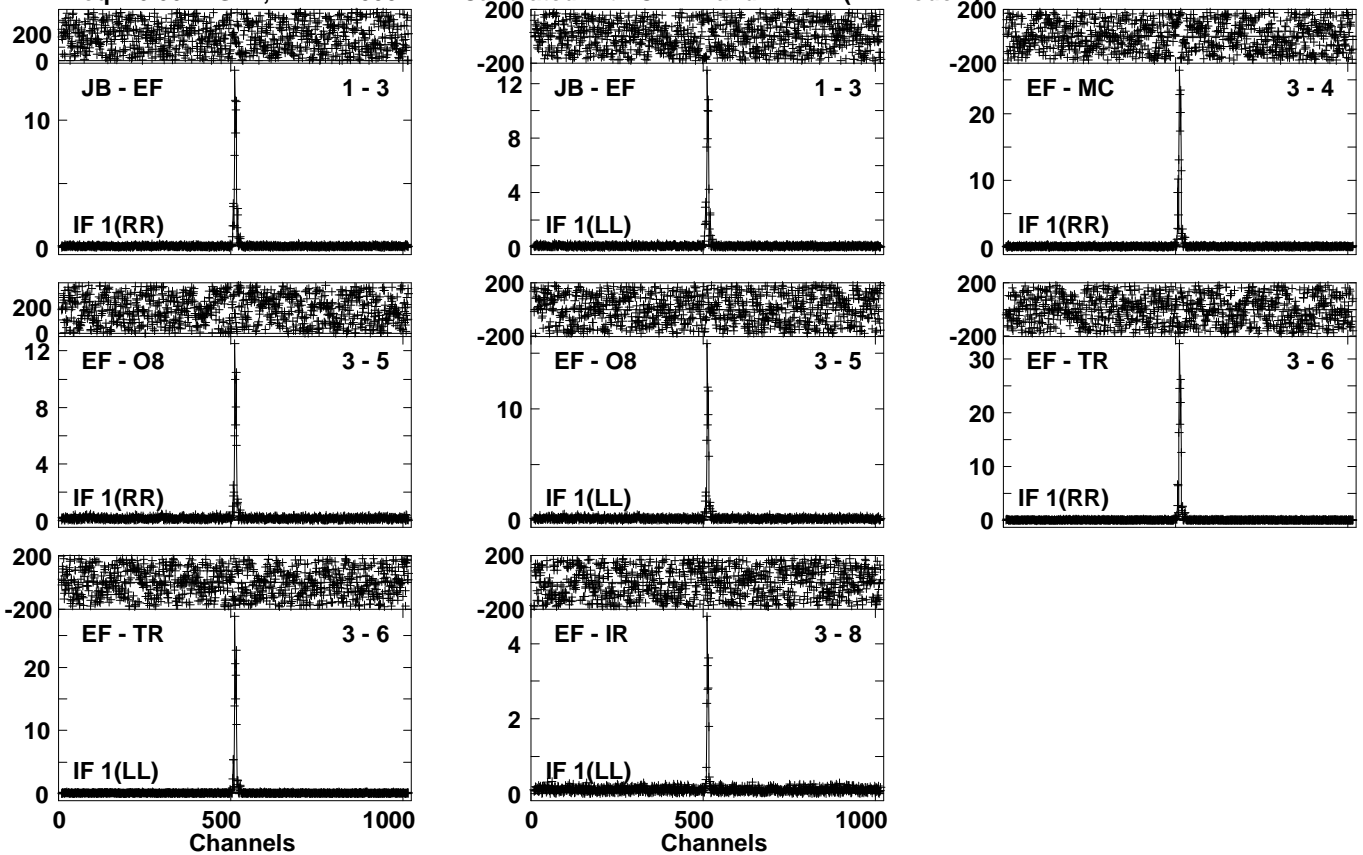 200
0
JB - EF 1 - 3
10
0
IF 1(RR)
200
-200
JB - EF 1 - 3
12
8
4
0
IF 1(LL)
200
-200
EF - MC 3 - 4
20
10
0
IF 1(RR)
200
0
EF - O8 3 - 5
12
8
4
0
IF 1(RR)
200
-200
EF - O8 3 - 5
10
0
IF 1(LL)
200
-200
EF - TR 3 - 6
30
20
10
0
IF 1(RR)
200
-200
EF - TR 3 - 6
20
10
0
IF 1(LL)
0 500 1000
Channels
200
-200
EF - IR 3 - 8
4
2
0
IF 1(LL)
0 500 1000
Channels